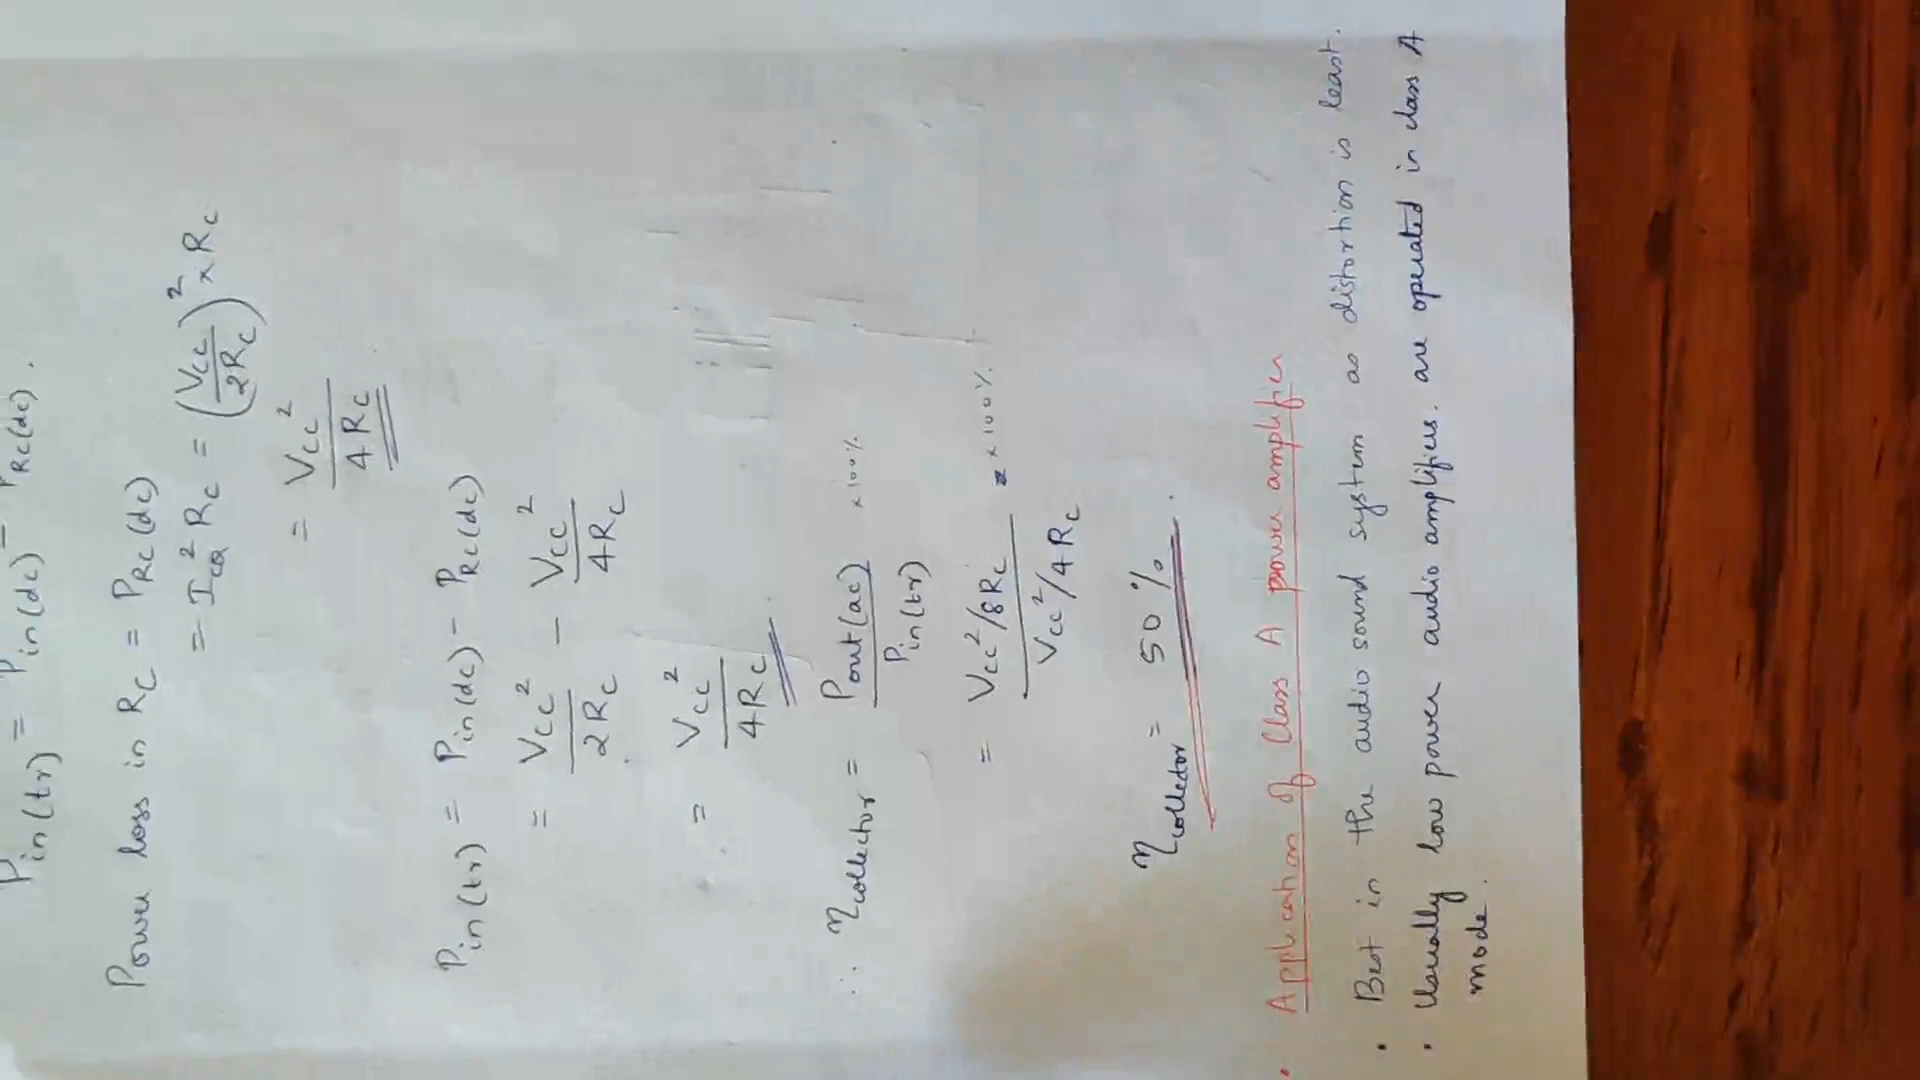 Pin(tr) = Pin(dc) - PRC(dc).
Power loss in RC = PRC(dc)
= ICQ² RC = (VCC/2RC)² × RC
= VCC²/4RC
Pin(tr) = Pin(dc) - PRC(dc)
= VCC²/2RC - VCC²/4RC
= VCC²/4RC
∴ ηcollector = Pout(ac)/Pin(tr) ×100%
= VCC²/8RC / VCC²/4RC ×100%.
ηcollector = 50%.
• Application of Class A power amplifier
• Best in the audio sound system as distortion is least.
• Usually low power audio amplifiers. are operated in class A
mode.